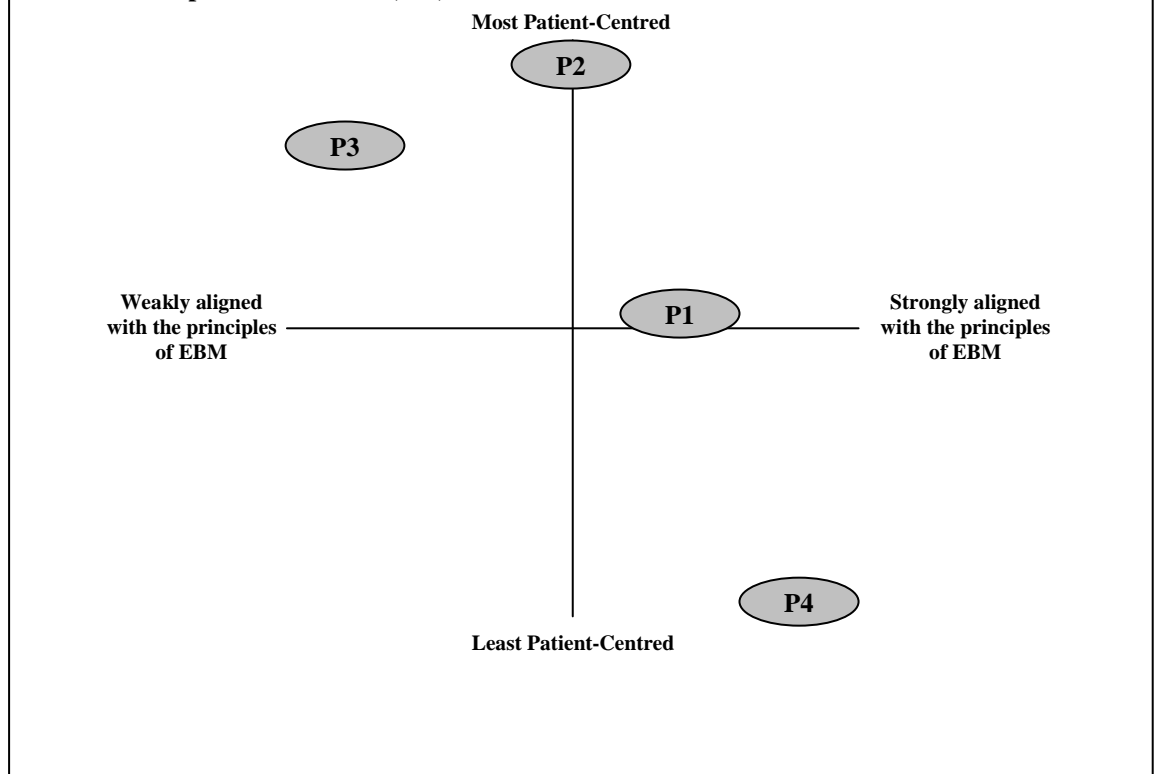 Most Patient-Centred
P2
P3
Weakly aligned
with the principles
of EBM
P1
Strongly aligned
with the principles
of EBM
P4
Least Patient-Centred